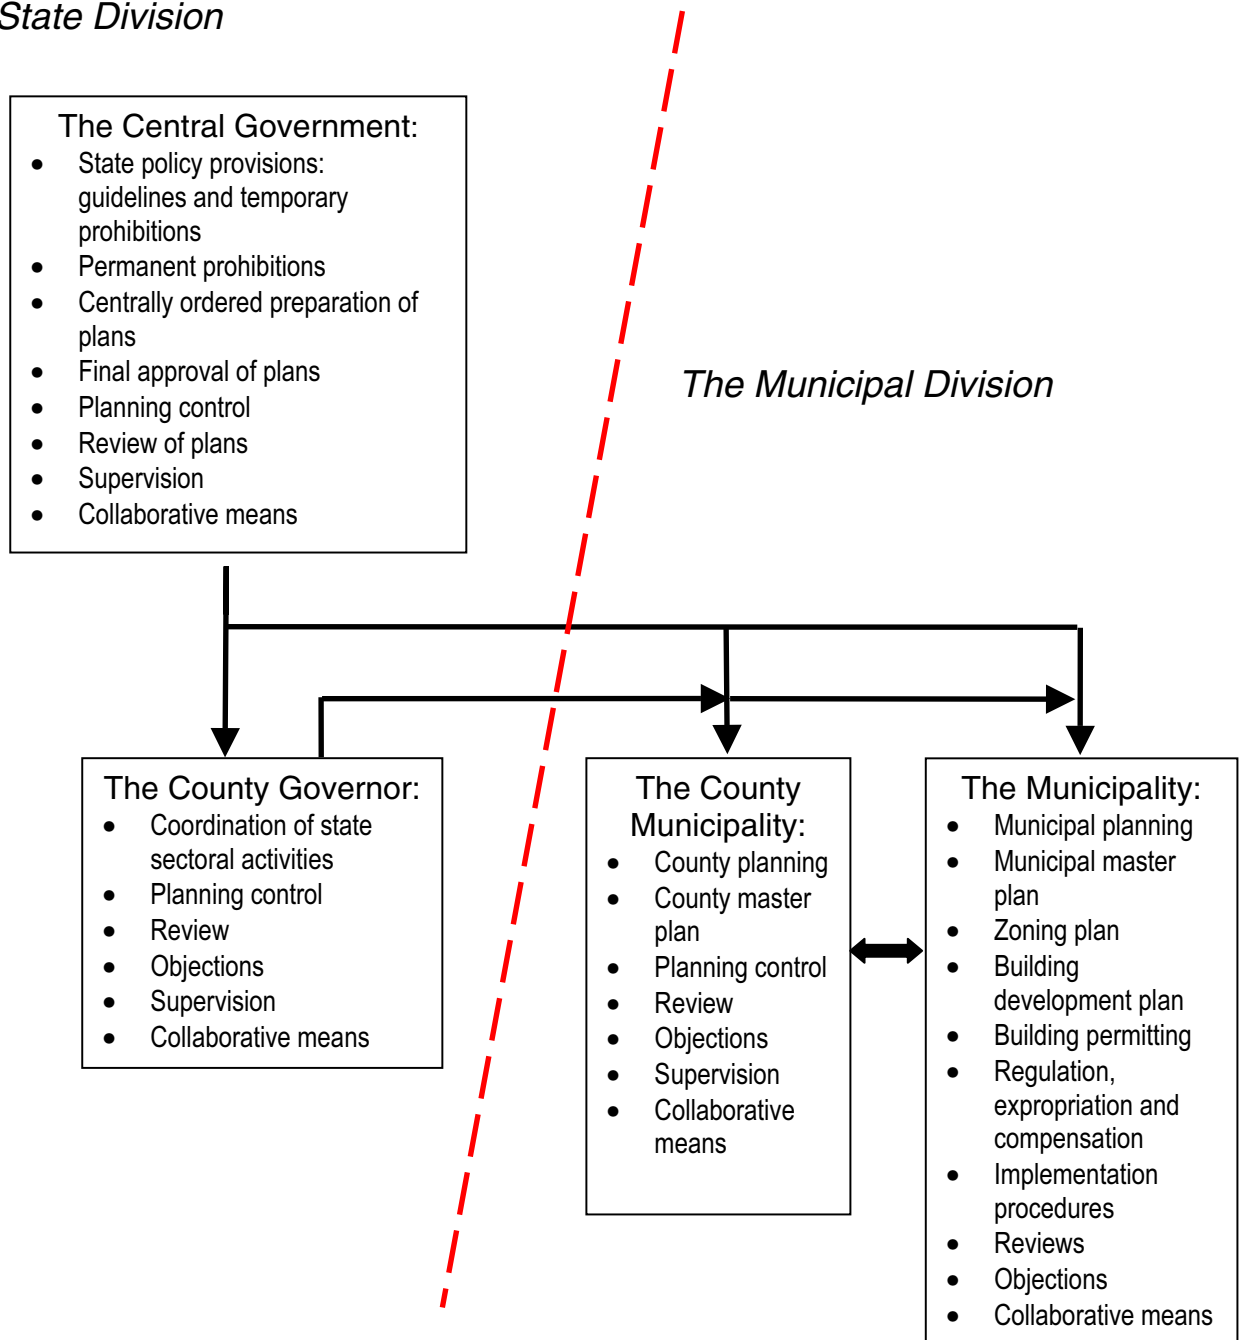 State Division
The Central Government:
• State policy provisions:
guidelines and temporary
prohibitions
• Permanent prohibitions
• Centrally ordered preparation of
plans
• Final approval of plans
• Planning control
• Review of plans
• Supervision
• Collaborative means
The Municipal Division
The County Governor:
• Coordination of state
sectoral activities
• Planning control
• Review
• Objections
• Supervision
• Collaborative means
The County
Municipality:
• County planning
• County master
plan
• Planning control
• Review
• Objections
• Supervision
• Collaborative
means
The Municipality:
• Municipal planning
• Municipal master
plan
• Zoning plan
• Building
development plan
• Building permitting
• Regulation,
expropriation and
compensation
• Implementation
procedures
• Reviews
• Objections
• Collaborative means